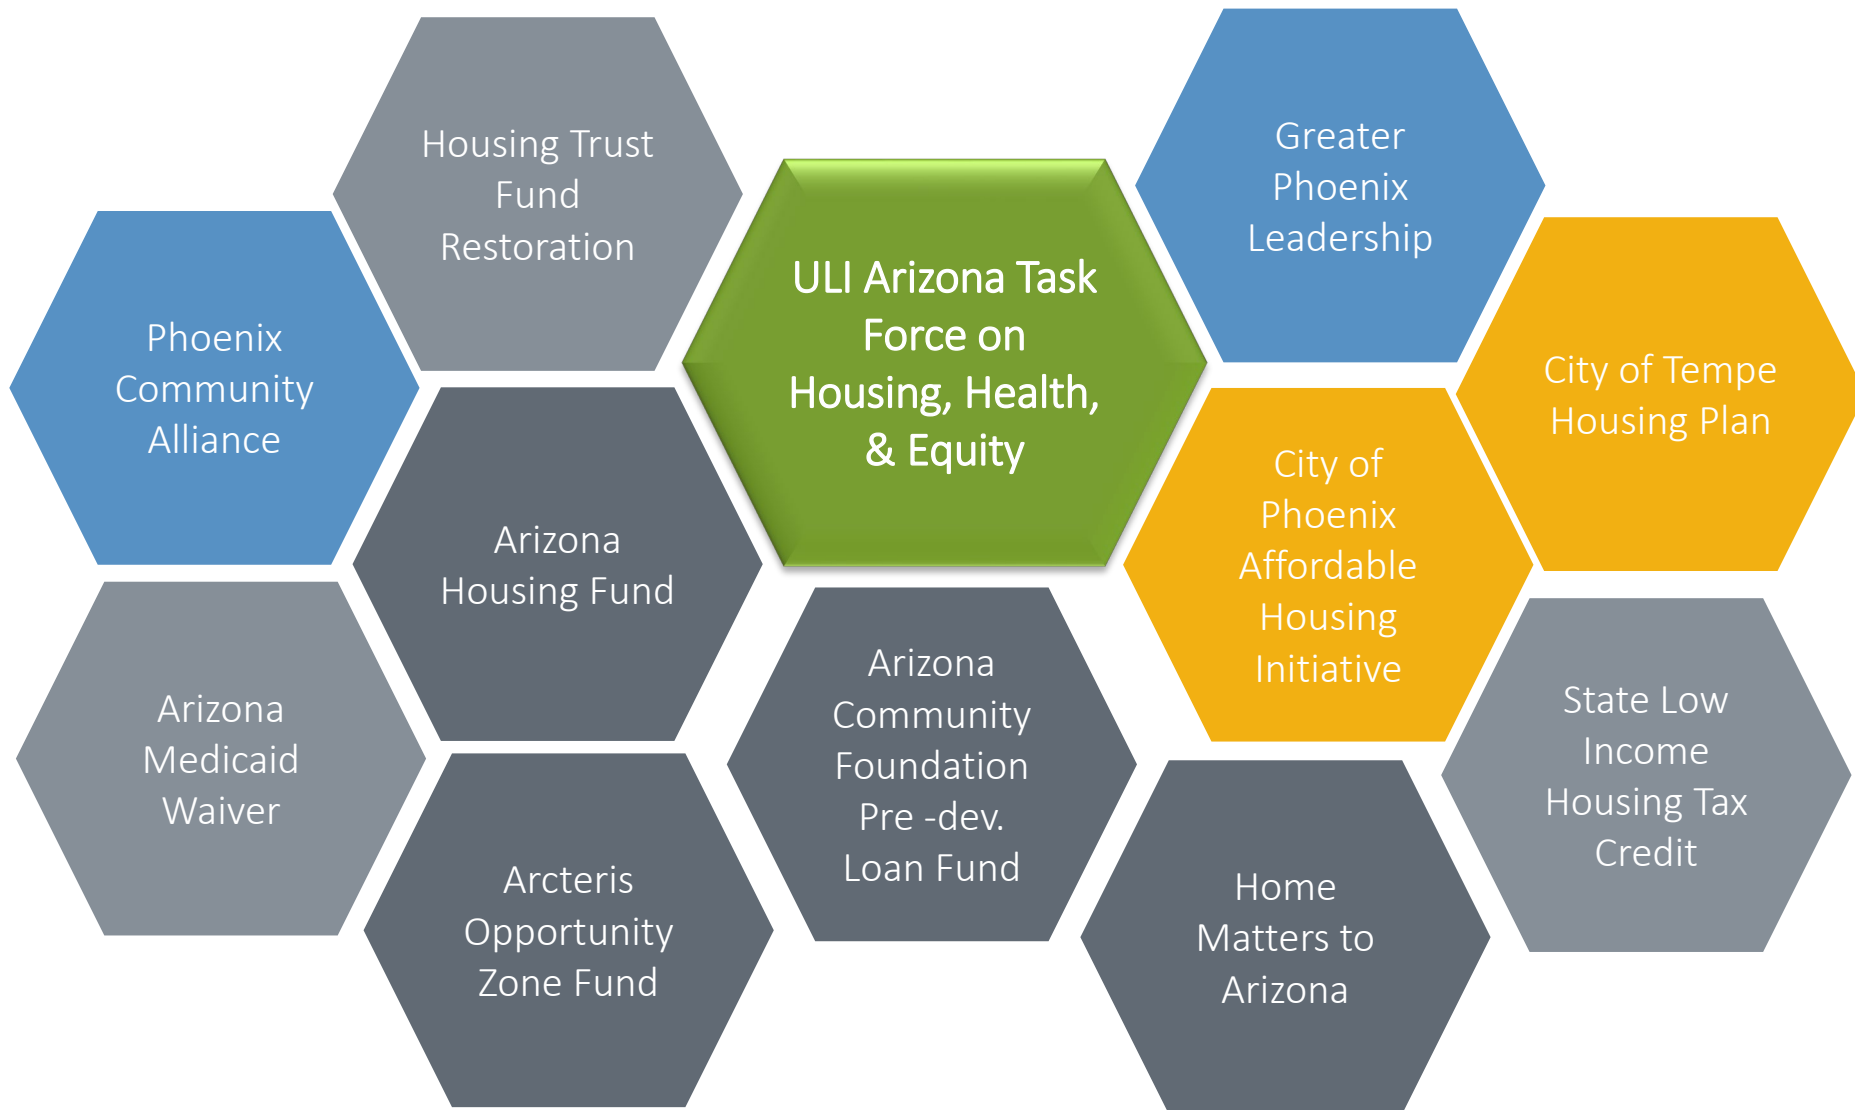 Housing Trust
Fund
Restoration
Greater
Phoenix
Leadership
ULI Arizona Task
Force on
Housing, Health,
& Equity
Phoenix
Community
Alliance
City of Tempe
Housing Plan
Arizona
Housing Fund
City of
Phoenix
Affordable
Housing
Initiative
Arizona
Medicaid
Waiver
Arizona
Community
Foundation
Pre -dev.
Loan Fund
State Low
Income
Housing Tax
Credit
Arcteris
Opportunity
Zone Fund
Home
Matters to
Arizona